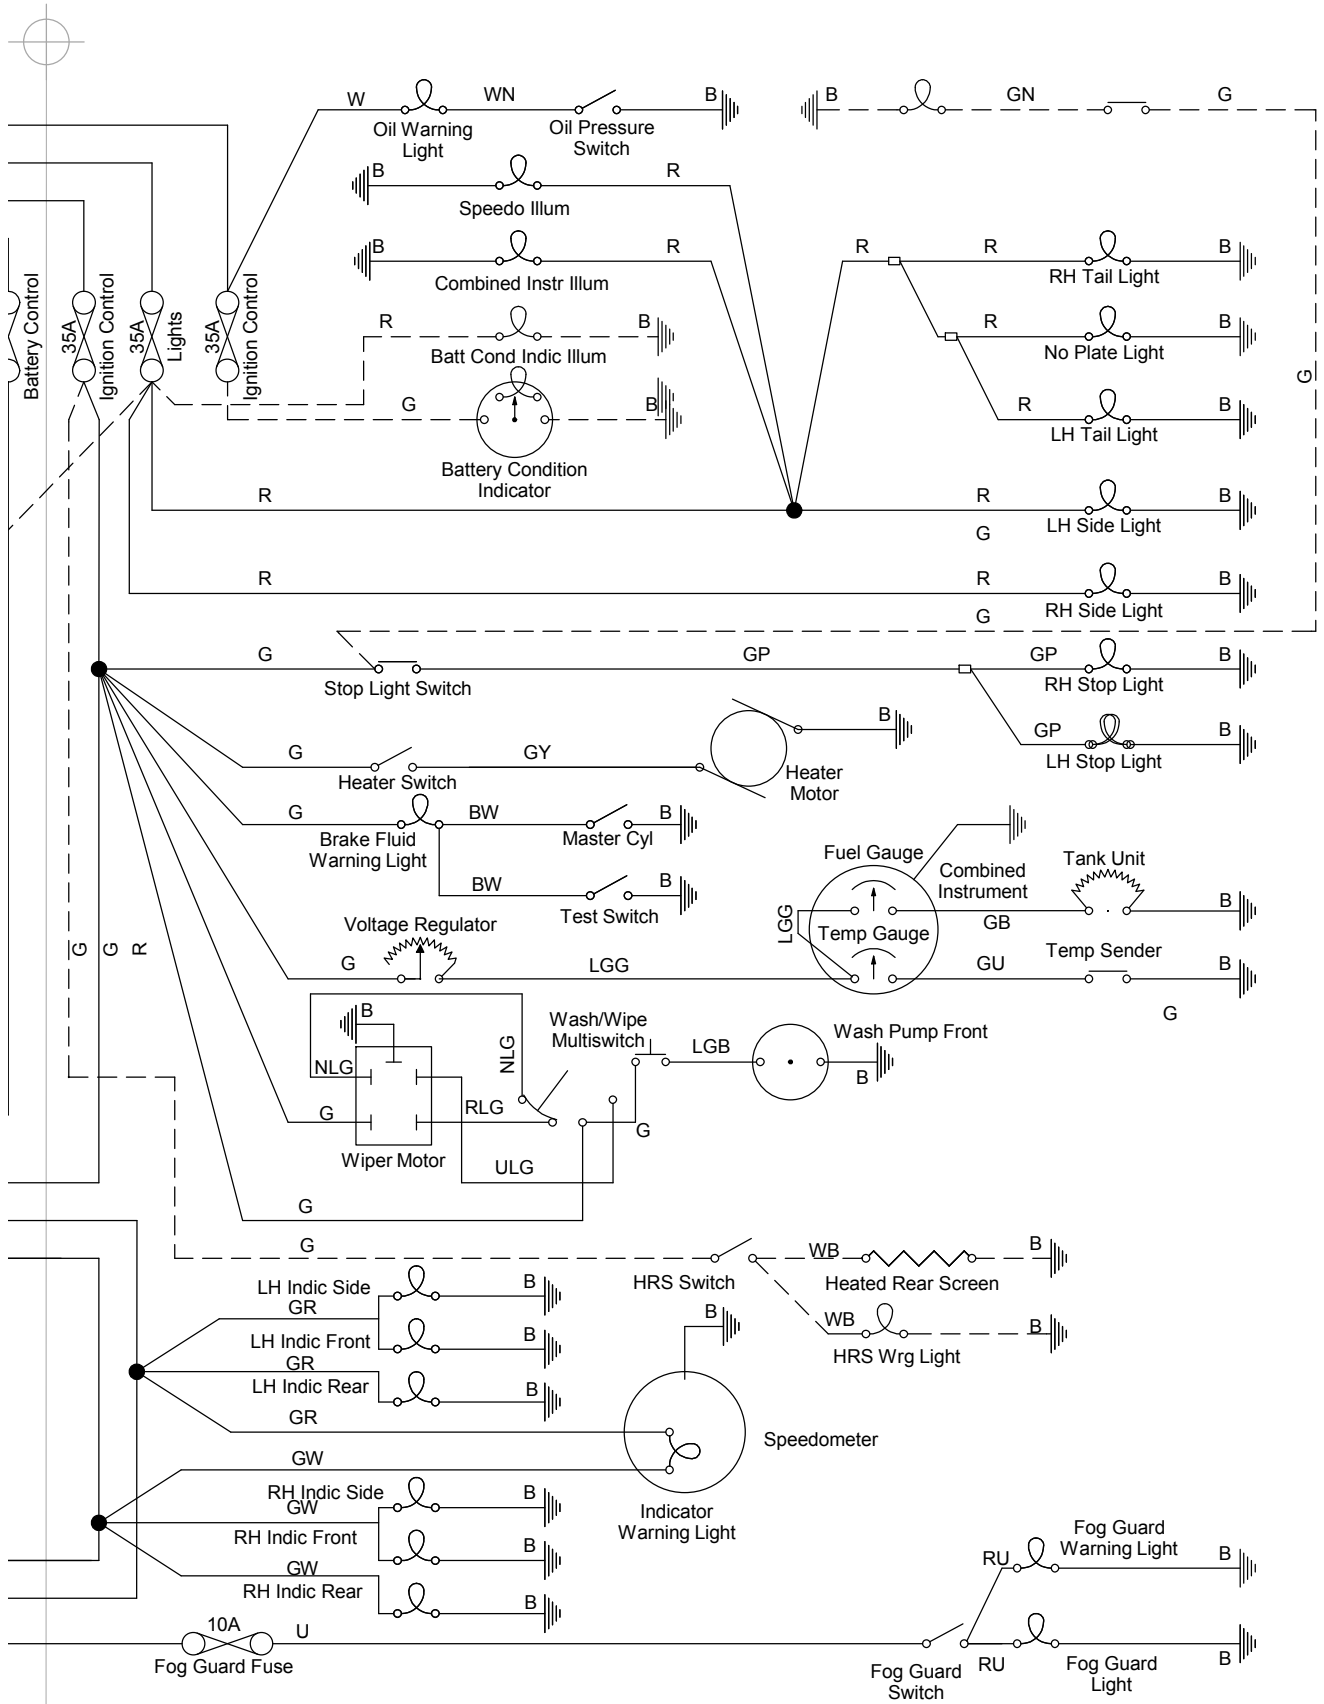 W
WN
B
B
GN
G
Oil Warning
Light
Oil Pressure
Switch
B
R
Speedo Illum
B
R
R
R
B
Combined Instr Illum
RH Tail Light
Battery Control
35A
Ignition Control
35A
Lights
35A
Ignition Control
R
B
R
B
Batt Cond Indic Illum
No Plate Light
G
G
B
R
B
LH Tail Light
Battery Condition
Indicator
R
R
B
G
LH Side Light
R
R
B
G
RH Side Light
G
GP
GP
B
Stop Light Switch
RH Stop Light
B
GP
B
G
GY
LH Stop Light
Heater Switch
Heater
Motor
G
BW
B
Brake Fluid
Warning Light
Master Cyl
Fuel Gauge
Combined
Instrument
Tank Unit
BW
B
Test Switch
B
Voltage Regulator
LGG
GB
Temp Gauge
G
G
R
Temp Sender
G
LGG
GU
B
G
B
Wash/Wipe
Multiswitch
Wash Pump Front
NLG
NLG
LGB
B
G
RLG
G
Wiper Motor
ULG
G
G
WB
B
LH Indic Side
B
HRS Switch
Heated Rear Screen
GR
B
WB
B
LH Indic Front
B
HRS Wrg Light
GR
LH Indic Rear
B
GR
Speedometer
GW
RH Indic Side
B
GW
Indicator
Warning Light
RH Indic Front
B
Fog Guard
Warning Light
GW
RU
B
RH Indic Rear
B
10A
U
Fog Guard Fuse
Fog Guard
Switch
RU
Fog Guard
Light
B